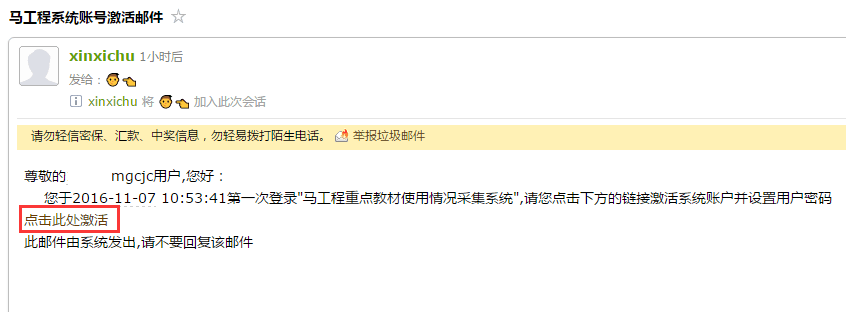 马工程系统账号激活邮件
xinxichu 1小时后
发给：
xinxichu 将 加入此次会话
请勿轻信密保、汇款、中奖信息，勿轻易拨打陌生电话。 举报垃圾邮件
尊敬的 mgcjc用户,您好：
您于2016-11-07 10:53:41第一次登录"马工程重点教材使用情况采集系统",请您点击下方的链接激活系统账户并设置用户密码
点击此处激活
此邮件由系统发出,请不要回复该邮件